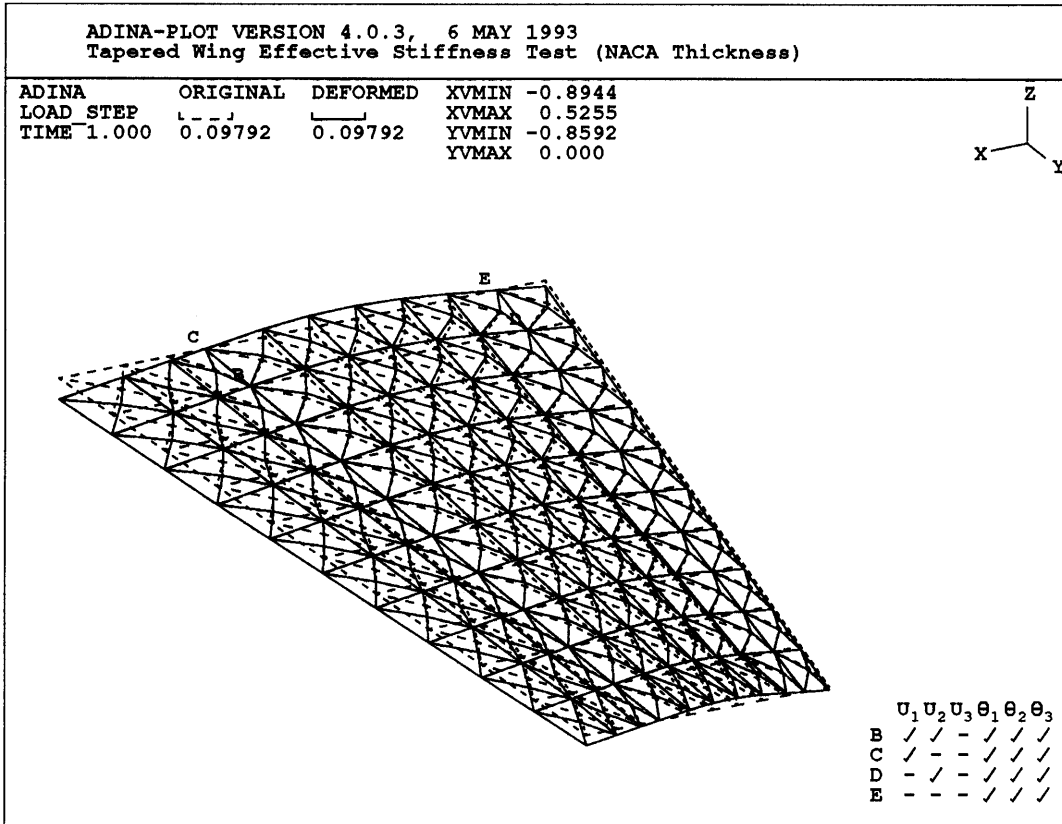 ADINA-PLOT VERSION 4.0.3, 6 MAY 1993
Tapered Wing Effective Stiffness Test (NACA Thickness)
ADINA ORIGINAL DEFORMED XVMIN -0.8944
LOAD_STEP XVMAX 0.5255
TIME 1.000 0.09792 0.09792 YVMIN -0.8592
YVMAX 0.000
Z
X
Y
E
D
C
B
U₁ U₂ U₃ θ₁ θ₂ θ₃
B ✓ ✓ - ✓ ✓ ✓
C ✓ - - ✓ ✓ ✓
D - ✓ - ✓ ✓ ✓
E - - - ✓ ✓ ✓